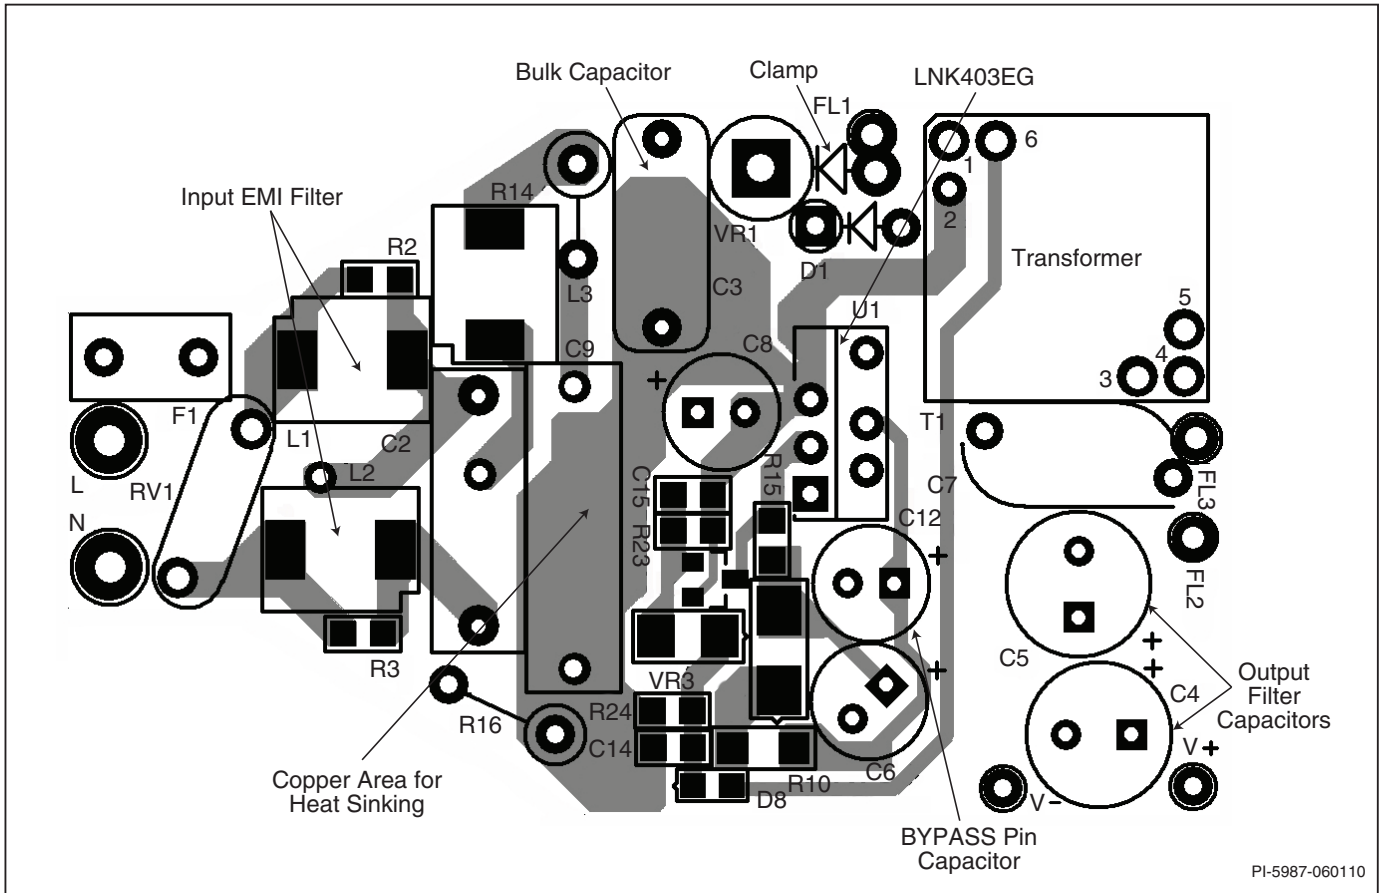 Bulk Capacitor
Clamp
LNK403EG
FL1
6
1
Input EMI Filter
R14
2
VR1
R2
Transformer
D1
C3
L3
5
U1
C9
C8
4
3
+
F1
T1
L1
C2
L2
L
RV1
C15
R15
C7
FL3
N
C12
R23
+
FL2
C5
+
R3
VR3
+
+
Output
Filter
Capacitors
C4
R16
R24
C14
V+
C6
Copper Area for
Heat Sinking
R10
D8
V-
BYPASS Pin
Capacitor
PI-5987-060110